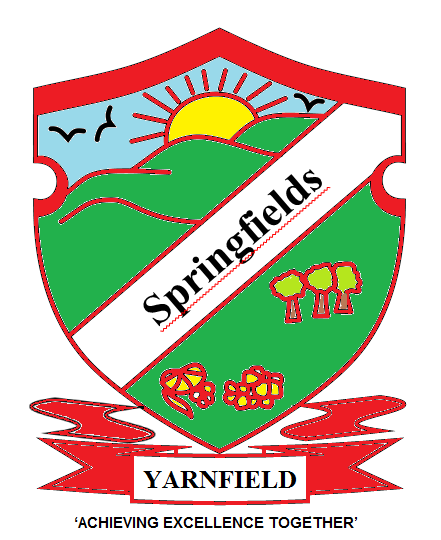 Springfields
YARNFIELD
‘ACHIEVING EXCELLENCE TOGETHER’